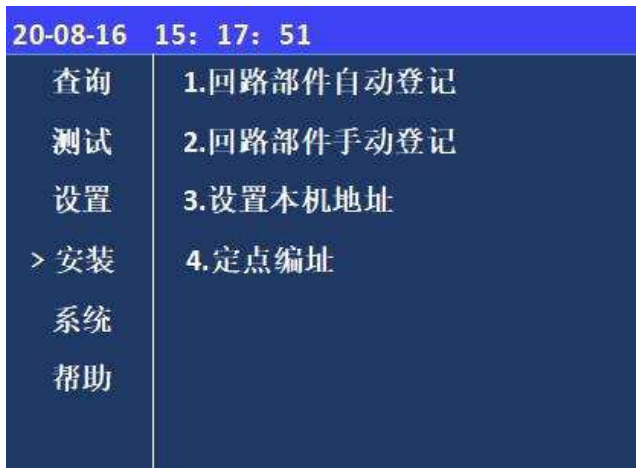 20-08-16 15：17：51
查询
1.回路部件自动登记
测试
2.回路部件手动登记
设置
3.设置本机地址
> 安装
4.定点编址
系统
帮助